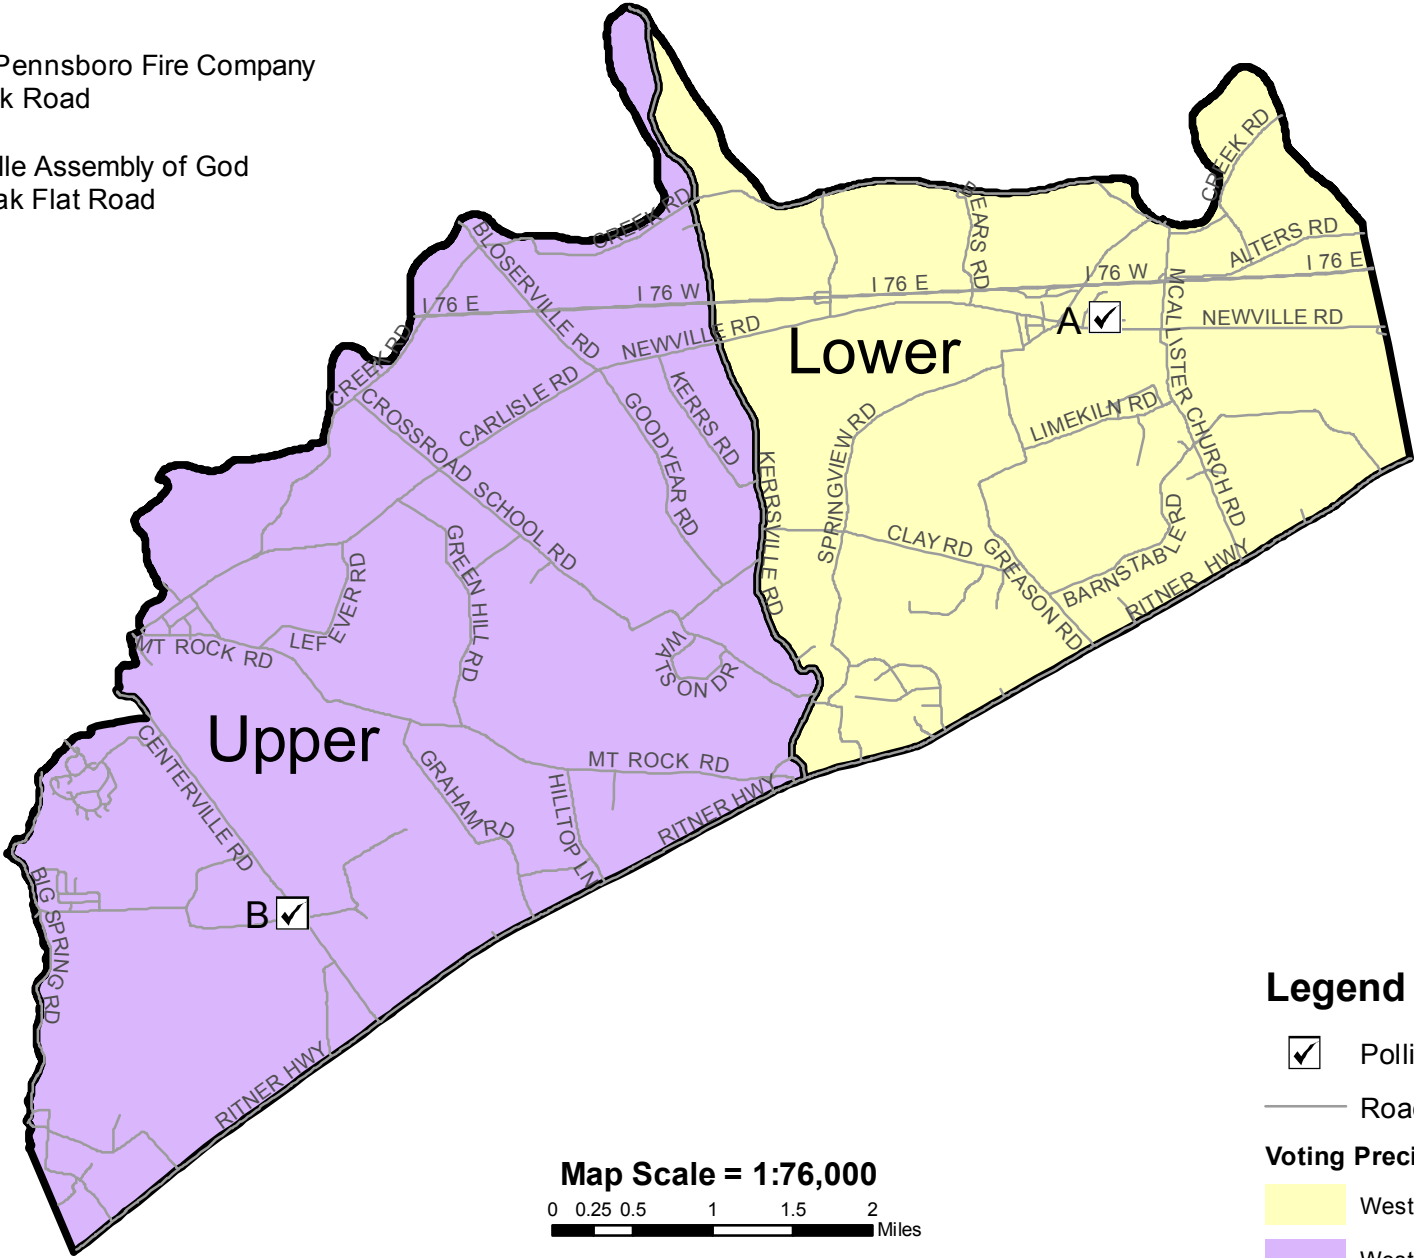 Pennsboro Fire Company
k Road
lle Assembly of God
ak Flat Road
CREEK RD
CREEK RD
BEARS RD
ALTERS RD
BLOSERVILLE RD
I 76 E
I 76 W
I 76 E
I 76 W
I 76 E
MCALLISTER CHURCH RD
A
NEWVILLE RD
NEWVILLE RD
Lower
CREEK RD
CARLISLE RD
CROSSROAD SCHOOL RD
GOODYEAR RD
KERRS RD
LIMEKILN RD
SPRINGVIEW RD
KERRSVILLE RD
CLAY RD
GREASON RD
BARNSTABLE RD
RITNER HWY
GREEN HILL RD
LEFEVER RD
MT ROCK RD
WATSON DR
Upper
CENTERVILLE RD
GRAHAM RD
HILLTOP LN
MT ROCK RD
RITNER HWY
BIG SPRING RD
B
RITNER HWY
Legend
Polli
Roa
Voting Preci
West
West
Map Scale = 1:76,000
0 0.25 0.5 1 1.5 2
Miles